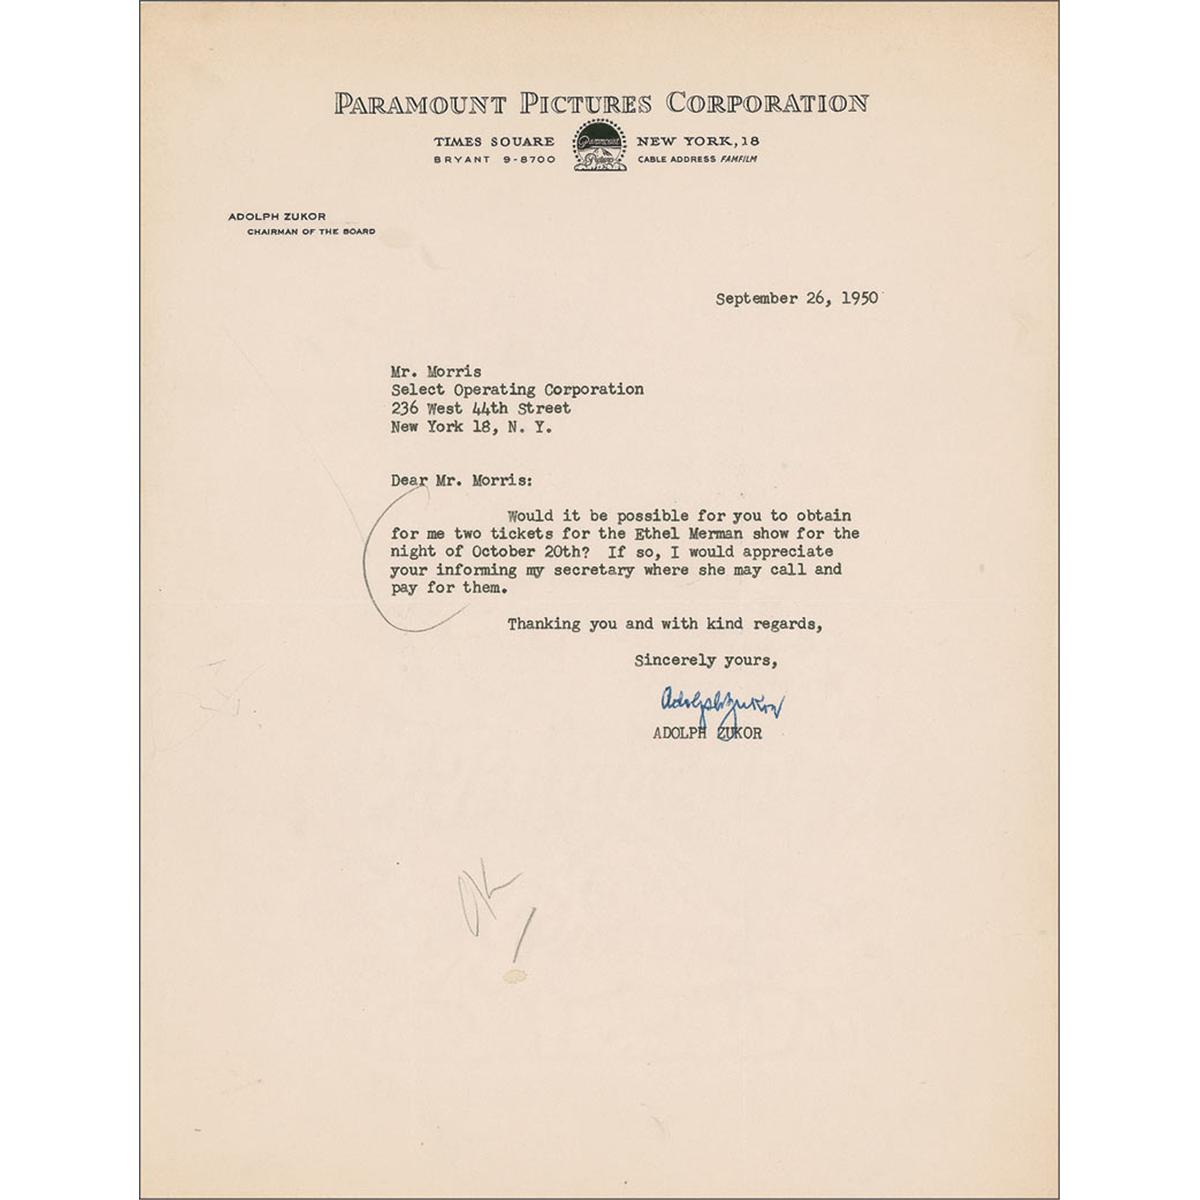 PARAMOUNT PICTURES CORPORATION
TIMES SQUARE NEW YORK, 18
BRYANT 9-8700 CABLE ADDRESS FAMFILM
Paramount
Pictures
ADOLPH ZUKOR
CHAIRMAN OF THE BOARD
September 26, 1950
Mr. Morris
Select Operating Corporation
236 West 44th Street
New York 18, N. Y.
Dear Mr. Morris:
Would it be possible for you to obtain
for me two tickets for the Ethel Merman show for the
night of October 20th? If so, I would appreciate
your informing my secretary where she may call and
pay for them.
Thanking you and with kind regards,
Sincerely yours,
Adolph Zukor
ADOLPH ZUKOR
OK